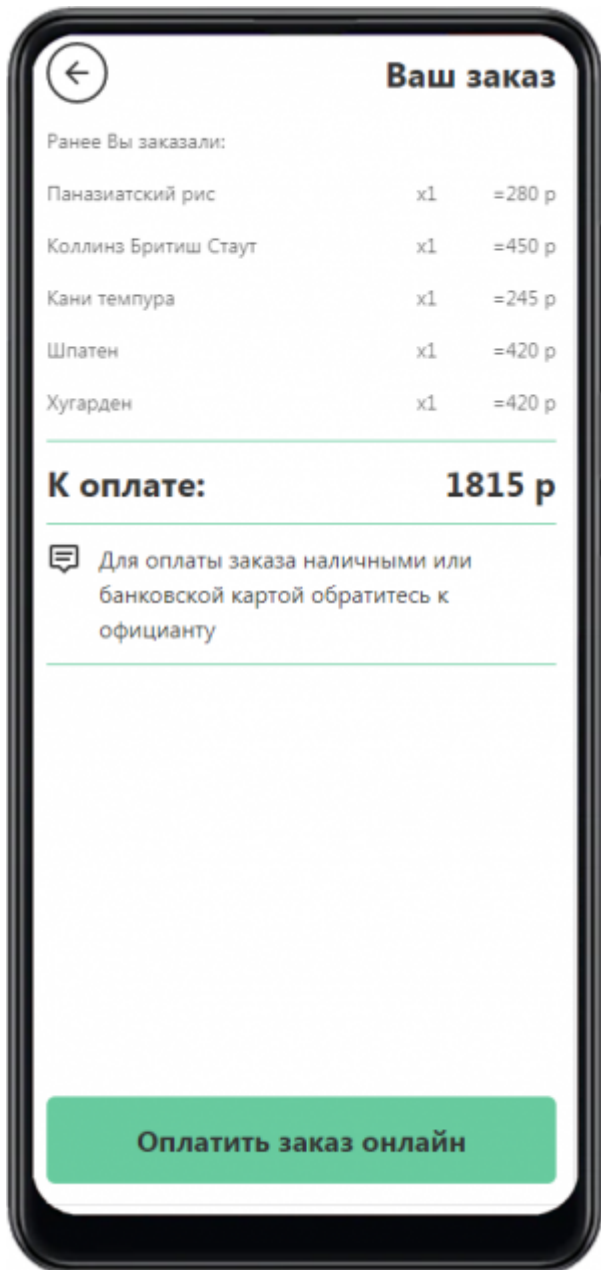 Ваш заказ
Ранее Вы заказали:
Паназиатский рис x1 =280 р
Коллинз Бритиш Стаут x1 =450 р
Кани темпура x1 =245 р
Шпатен x1 =420 р
Хугарден x1 =420 р
К оплате: 1815 р
Для оплаты заказа наличными или
банковской картой обратитесь к
официанту
Оплатить заказ онлайн